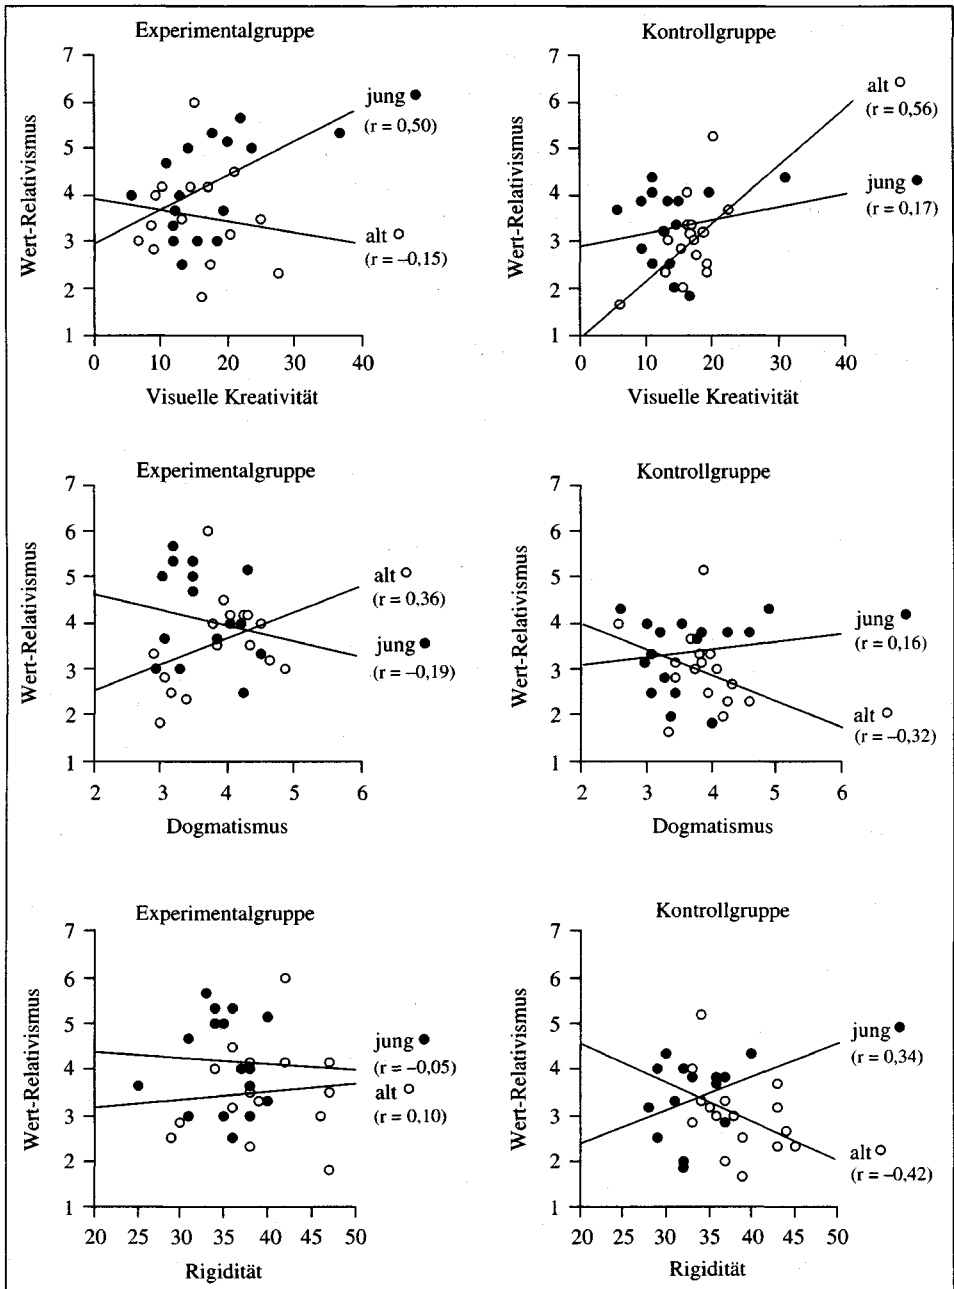 Experimentalgruppe
Wert-Relativismus
7
6
5
4
3
2
1
0
10
20
30
40
Visuelle Kreativität
jung
(r = 0,50)
alt
(r = –0,15)
Kontrollgruppe
Wert-Relativismus
7
6
5
4
3
2
1
0
10
20
30
40
Visuelle Kreativität
alt
(r = 0,56)
jung
(r = 0,17)
Experimentalgruppe
Wert-Relativismus
7
6
5
4
3
2
1
2
3
4
5
6
Dogmatismus
alt
(r = 0,36)
jung
(r = –0,19)
Kontrollgruppe
Wert-Relativismus
7
6
5
4
3
2
1
2
3
4
5
6
Dogmatismus
jung
(r = 0,16)
alt
(r = –0,32)
Experimentalgruppe
Wert-Relativismus
7
6
5
4
3
2
1
20
25
30
35
40
45
50
Rigidität
jung
(r = –0,05)
alt
(r = 0,10)
Kontrollgruppe
Wert-Relativismus
7
6
5
4
3
2
1
20
25
30
35
40
45
50
Rigidität
jung
(r = 0,34)
alt
(r = –0,42)